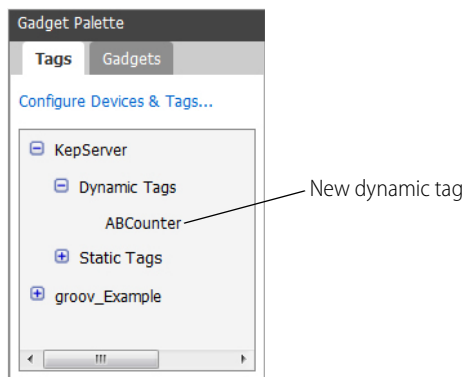 Gadget Palette
Tags Gadgets
Configure Devices & Tags...
KepServer
Dynamic Tags
ABCounter
New dynamic tag
Static Tags
groov_Example